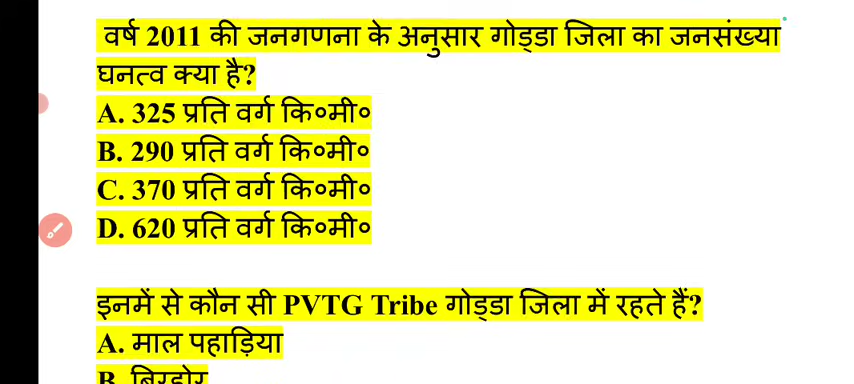 वर्ष 2011 की जनगणना के अनुसार गोड्डा जिला का जनसंख्या
घनत्व क्या है?
A. 325 प्रति वर्ग कि०मी०
B. 290 प्रति वर्ग कि०मी०
C. 370 प्रति वर्ग कि०मी०
D. 620 प्रति वर्ग कि०मी०
इनमें से कौन सी PVTG Tribe गोड्डा जिला में रहते हैं?
A. माल पहाड़िया
B. बिरहोर